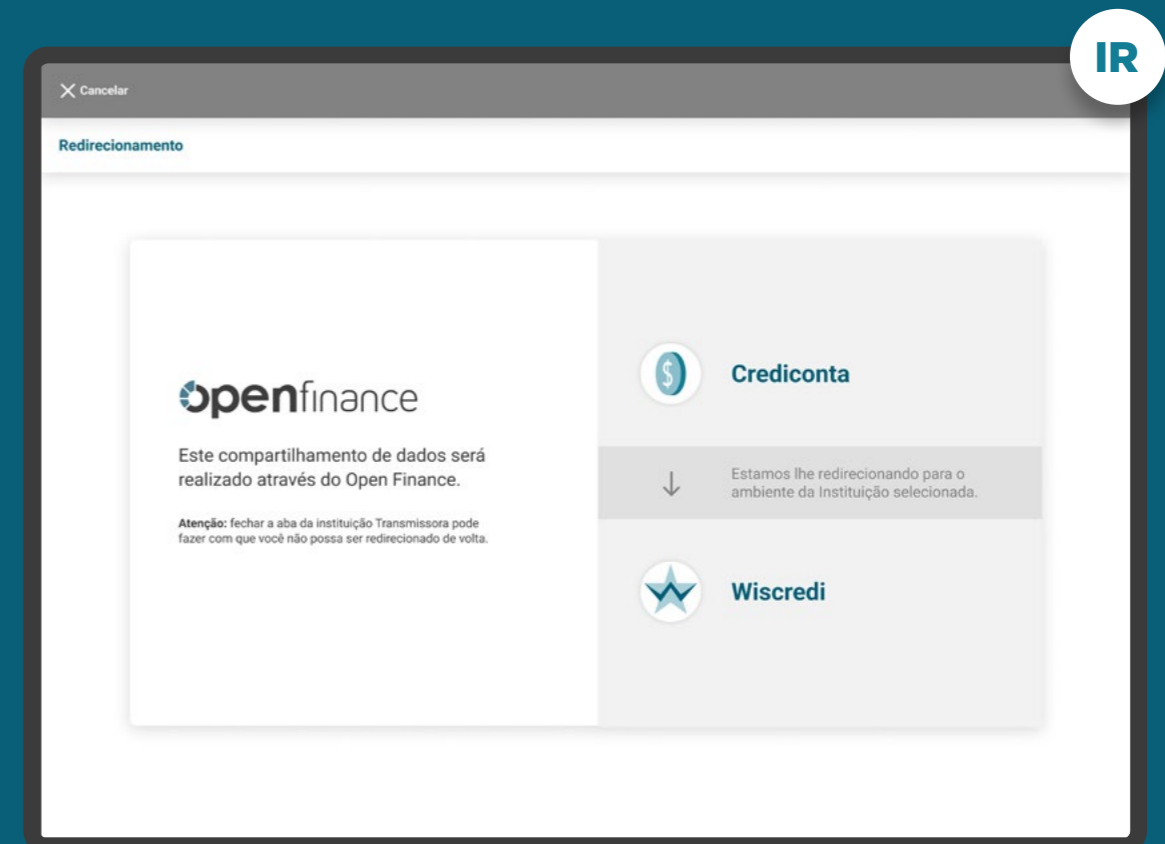 IR
Cancelar
Redirecionamento
openfinance
Este compartilhamento de dados será
realizado através do Open Finance.
Atenção: fechar a aba da instituição Transmissora pode
fazer com que você não possa ser redirecionado de volta.
$
Crediconta
Estamos lhe redirecionando para o
ambiente da Instituição selecionada.
Wiscredi